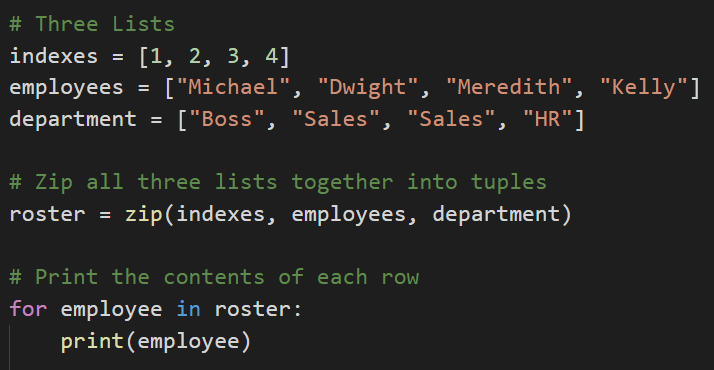 # Three Lists
indexes = [1, 2, 3, 4]
employees = ["Michael", "Dwight", "Meredith", "Kelly"]
department = ["Boss", "Sales", "Sales", "HR"]
# Zip all three lists together into tuples
roster = zip(indexes, employees, department)
# Print the contents of each row
for employee in roster:
    print(employee)